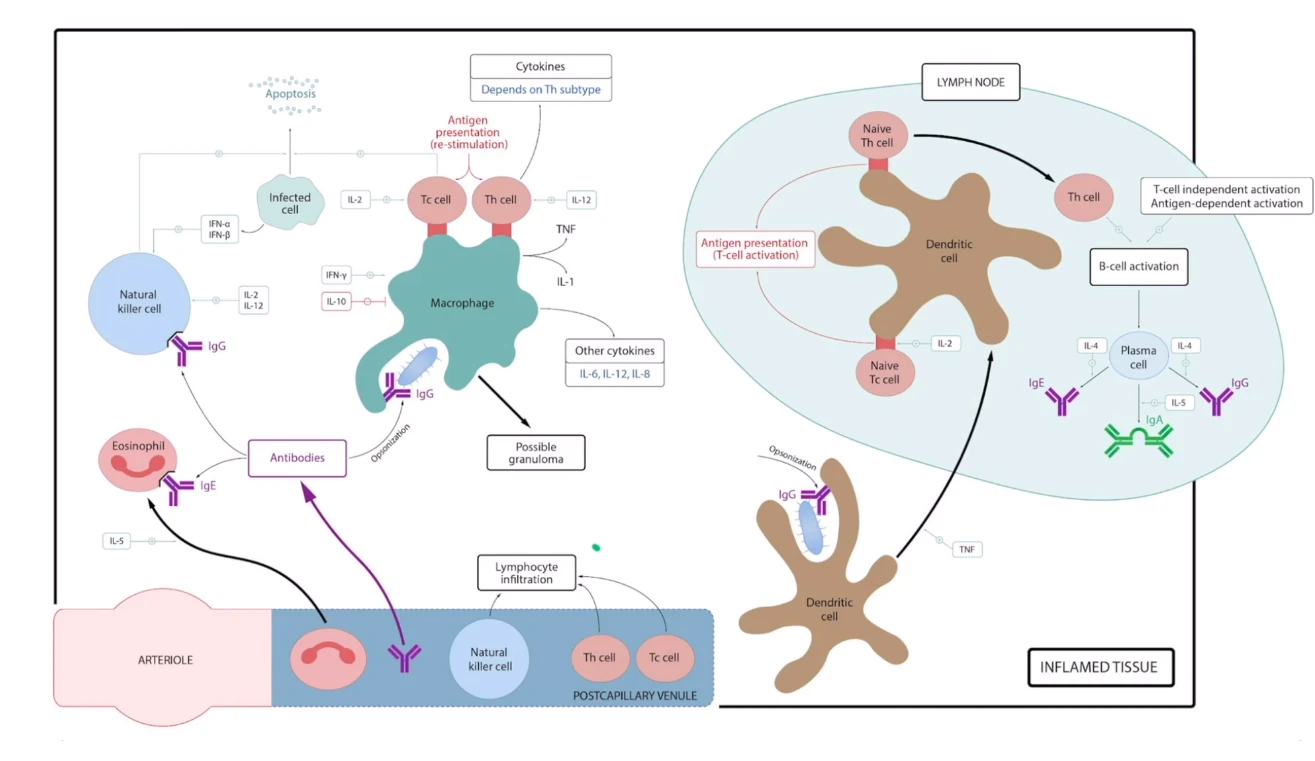 Cytokines
Depends on Th subtype
Apoptosis
Antigen
presentation
(re-stimulation)
Infected
cell
IL-2
Tc cell
Th cell
IL-12
IFN-α
IFN-β
TNF
IL-1
IFN-γ
IL-10
Macrophage
Natural
killer cell
IL-2
IL-12
IgG
Other cytokines
IL-6, IL-12, IL-8
IgG
Opsonization
Possible
granuloma
Eosinophil
Antibodies
IgE
IL-5
Lymphocyte
infiltration
ARTERIOLE
Natural
killer cell
Th cell
Tc cell
POSTCAPILLARY VENULE
LYMPH NODE
Naive
Th cell
Th cell
T-cell independent activation
Antigen-dependent activation
Antigen presentation
(T-cell activation)
Dendritic
cell
B-cell activation
IL-2
Naive
Tc cell
IL-4
Plasma
cell
IL-4
IgE
IgG
IL-5
IgA
Opsonization
IgG
TNF
Dendritic
cell
INFLAMED TISSUE